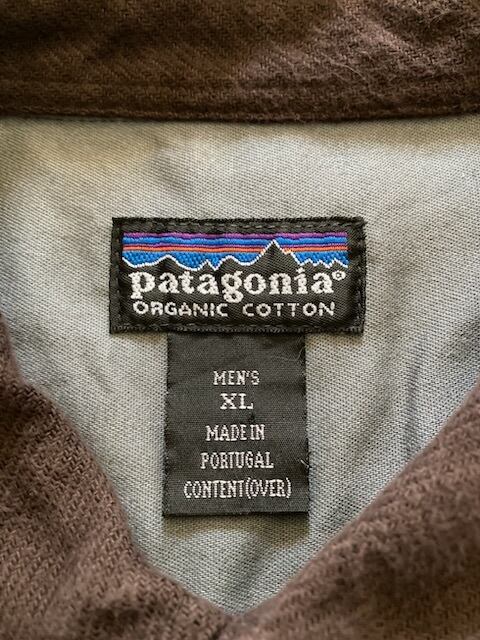 patagonia®
ORGANIC COTTON
MEN'S
XL
MADE IN
PORTUGAL
CONTENT(OVER)